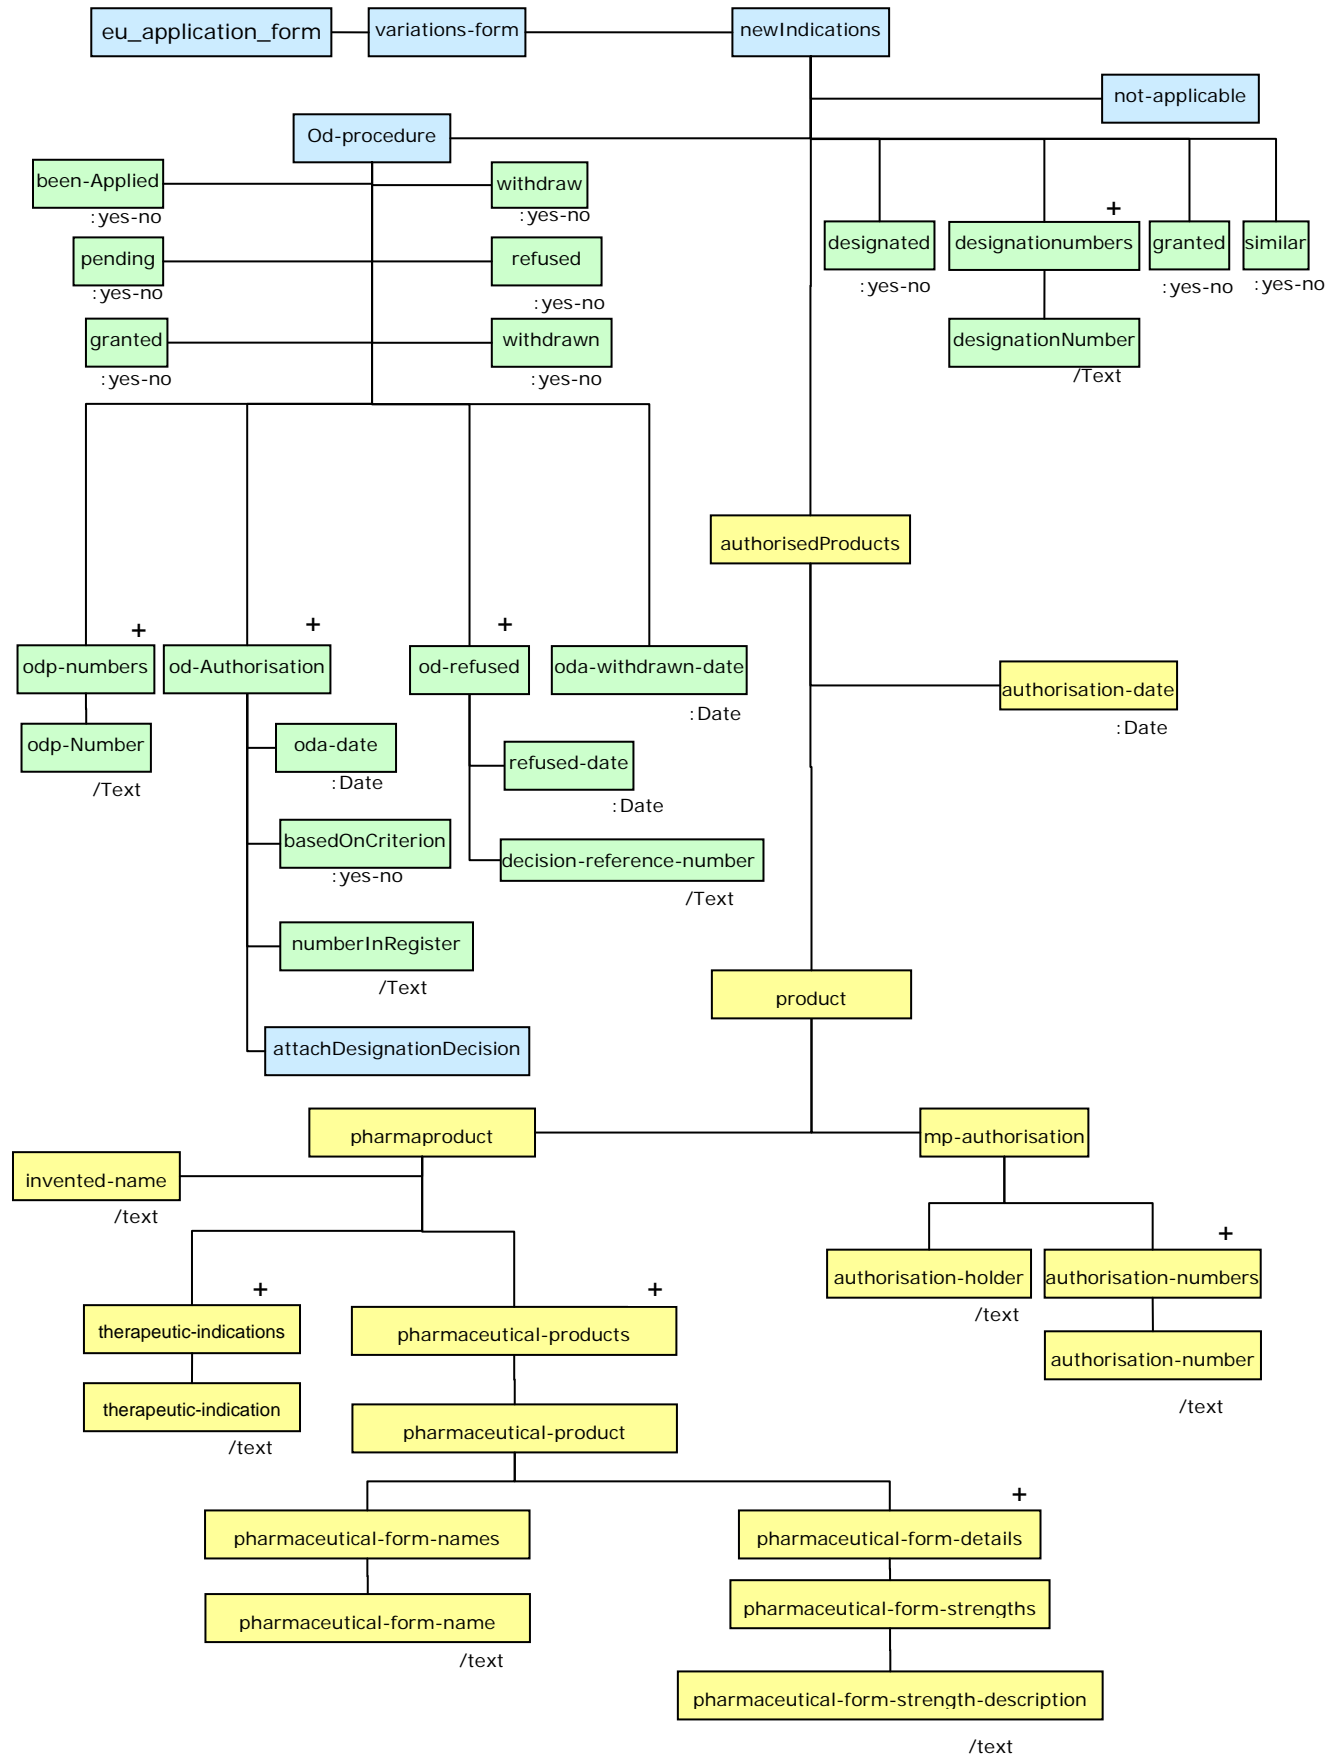 eu_application_form
variations-form
newIndications
not-applicable
Od-procedure
been-Applied
:yes-no
withdraw
:yes-no
pending
:yes-no
refused
:yes-no
granted
:yes-no
withdrawn
:yes-no
designated
:yes-no
+
designationumbers
granted
:yes-no
similar
:yes-no
designationNumber
/Text
authorisedProducts
+
odp-numbers
+
od-Authorisation
+
od-refused
oda-withdrawn-date
:Date
authorisation-date
:Date
odp-Number
/Text
oda-date
:Date
refused-date
:Date
basedOnCriterion
:yes-no
decision-reference-number
/Text
numberInRegister
/Text
product
attachDesignationDecision
pharmaproduct
mp-authorisation
invented-name
/text
+
therapeutic-indications
+
pharmaceutical-products
authorisation-holder
/text
+
authorisation-numbers
authorisation-number
/text
therapeutic-indication
/text
pharmaceutical-product
pharmaceutical-form-names
+
pharmaceutical-form-details
pharmaceutical-form-name
/text
pharmaceutical-form-strengths
pharmaceutical-form-strength-description
/text